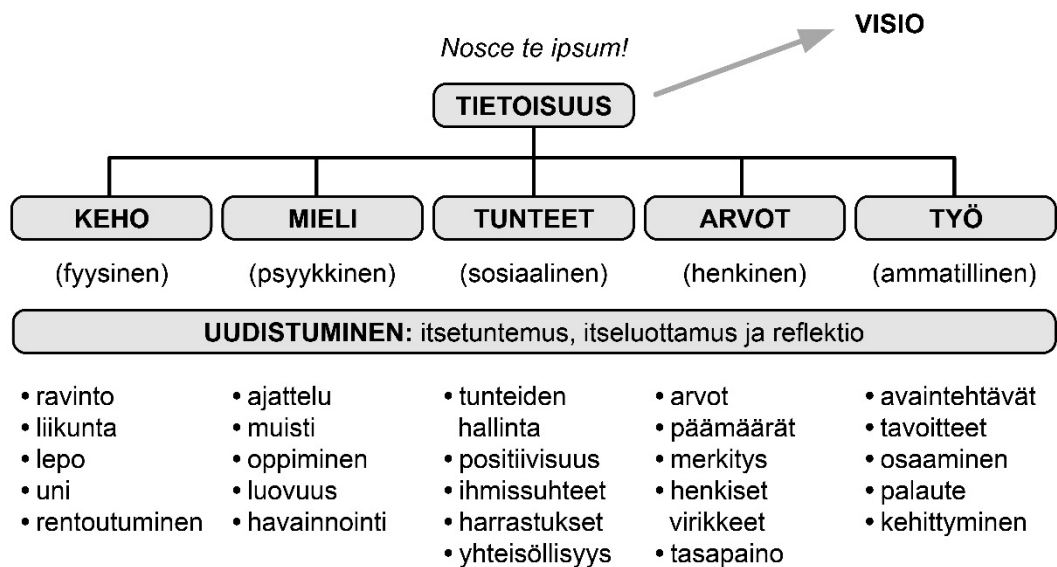 VISIO
Nosce te ipsum!
TIETOISUUS
KEHO
MIELI
TUNTEET
ARVOT
TYÖ
(fyysinen)
(psyykkinen)
(sosiaalinen)
(henkinen)
(ammatillinen)
UUDISTUMINEN: itsetuntemus, itseluottamus ja reflektio
• ravinto
• liikunta
• lepo
• uni
• rentoutuminen
• ajattelu
• muisti
• oppiminen
• luovuus
• havainnointi
• tunteiden
hallinta
• positiivisuus
• ihmissuhteet
• harrastukset
• yhteisöllisyys
• arvot
• päämäärät
• merkitys
• henkiset
virikkeet
• tasapaino
• avaintehtävät
• tavoitteet
• osaaminen
• palaute
• kehittyminen